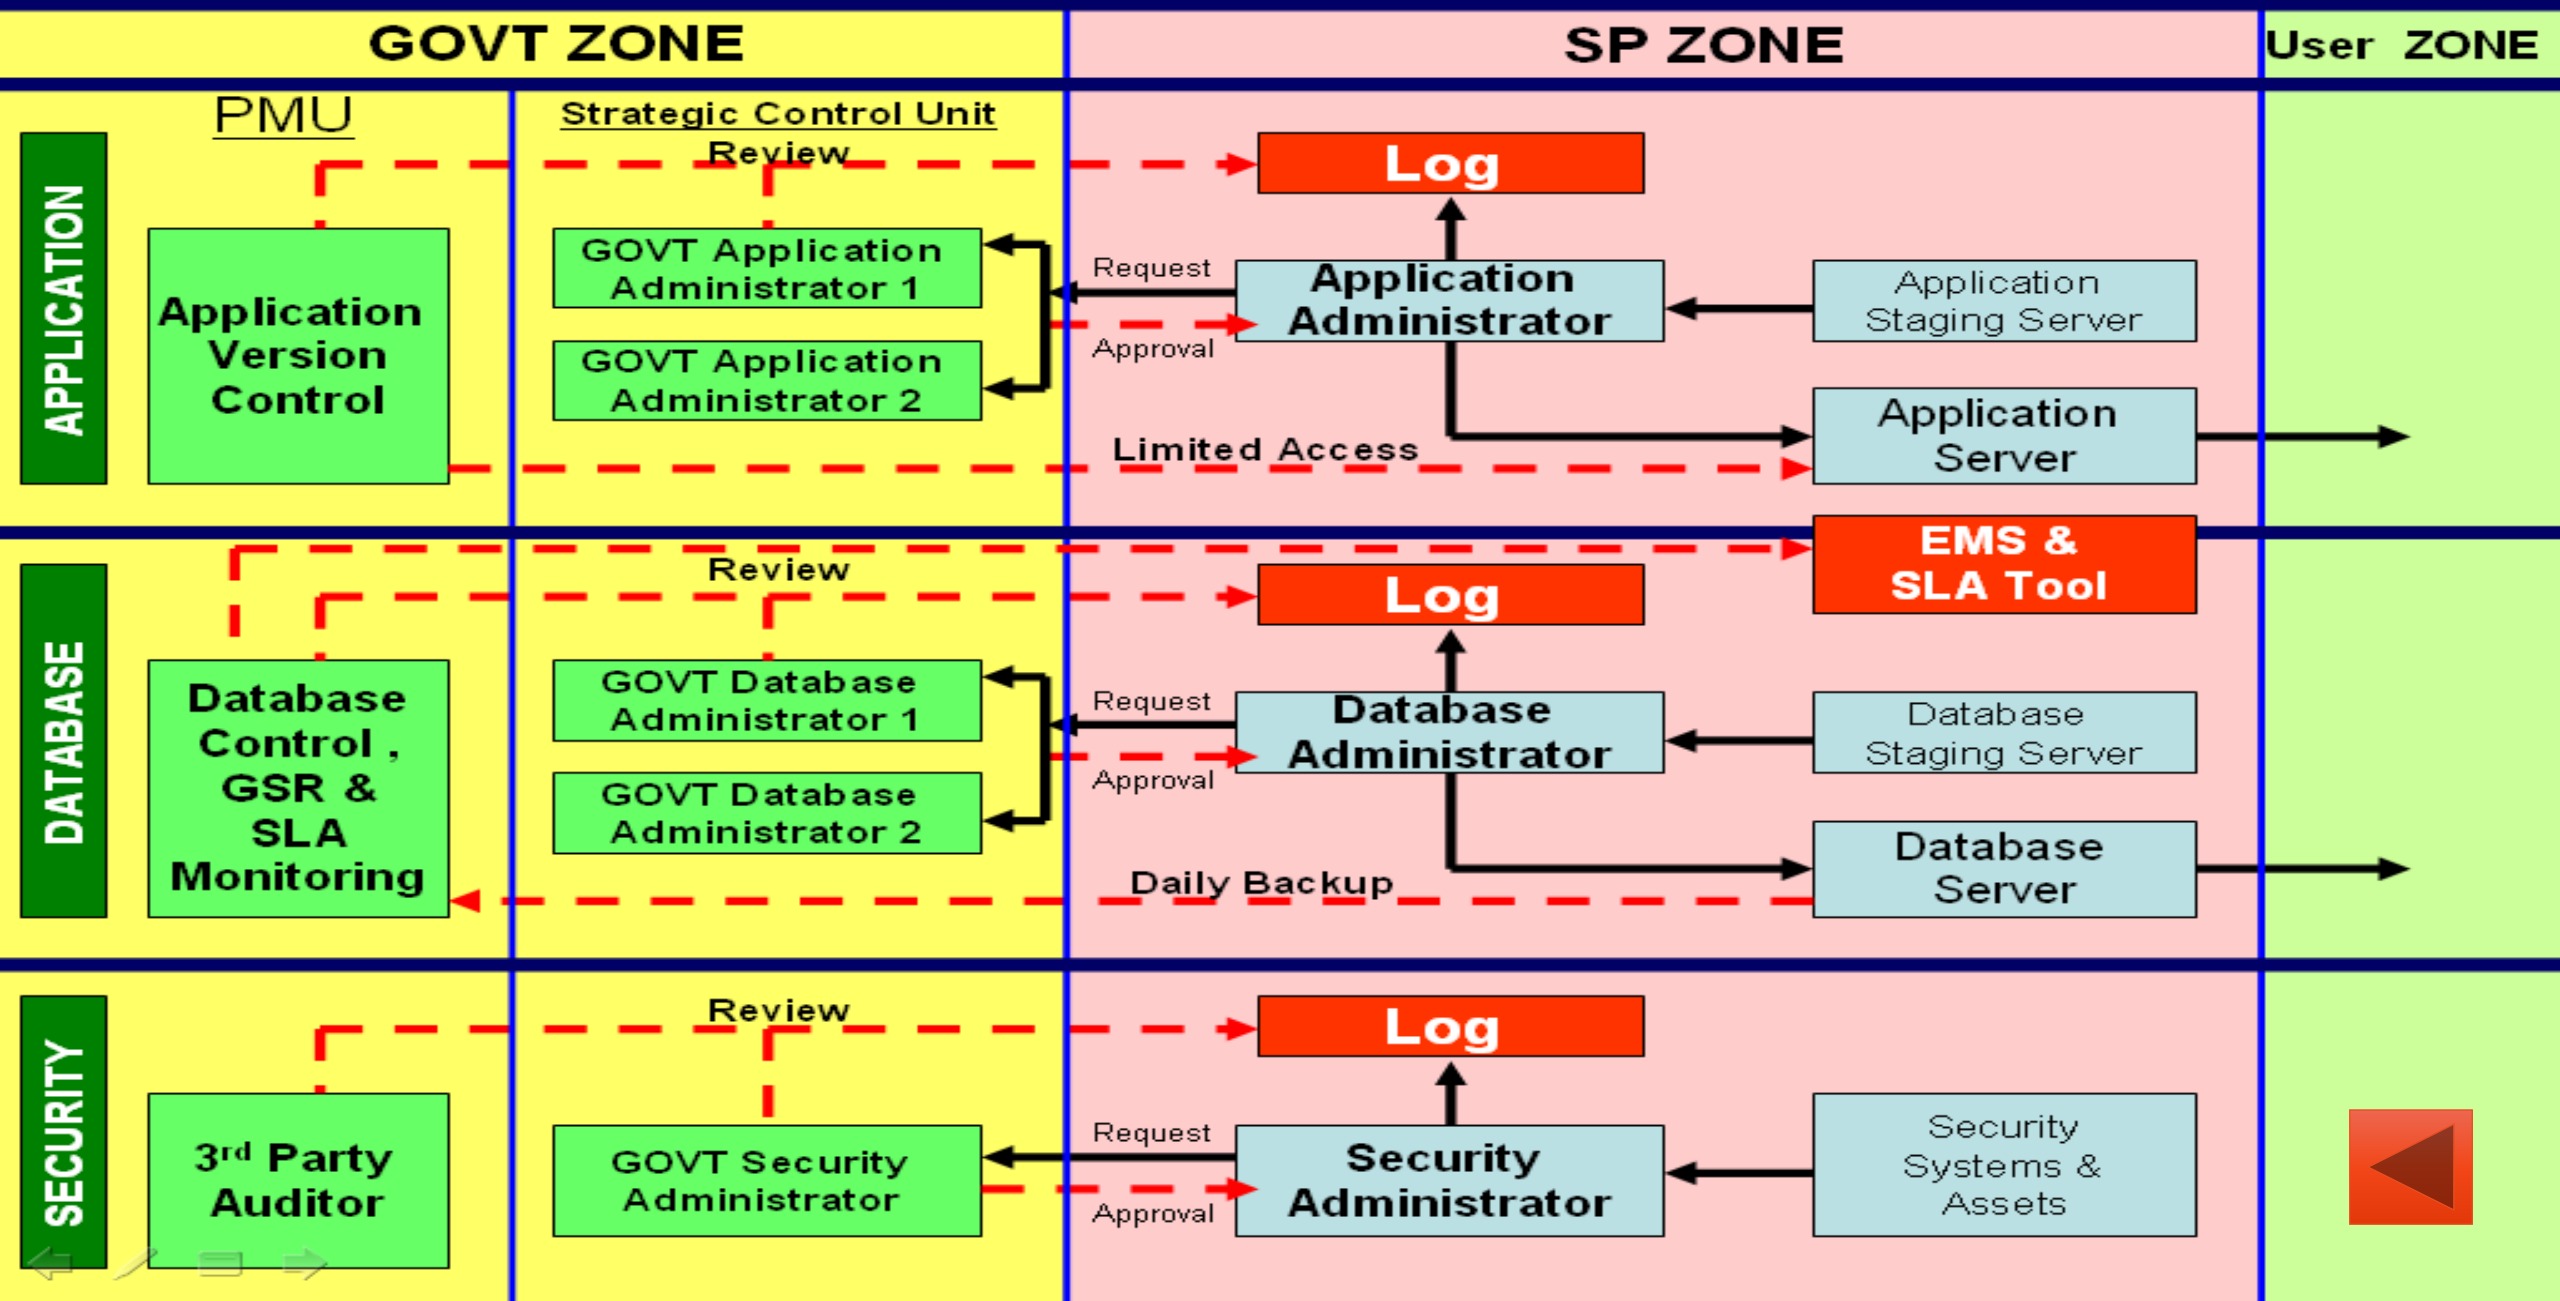 GOVT ZONE
SP ZONE
User ZONE
PMU
Strategic Control Unit
Review
Log
APPLICATION
Application
Version
Control
GOVT Application
Administrator 1
GOVT Application
Administrator 2
Request
Approval
Application
Administrator
Application
Staging Server
Application
Server
Limited Access
EMS &
SLA Tool
Review
Log
DATABASE
Database
Control ,
GSR &
SLA
Monitoring
GOVT Database
Administrator 1
GOVT Database
Administrator 2
Request
Approval
Database
Administrator
Database
Staging Server
Database
Server
Daily Backup
Review
Log
SECURITY
3rd Party
Auditor
GOVT Security
Administrator
Request
Approval
Security
Administrator
Security
Systems &
Assets